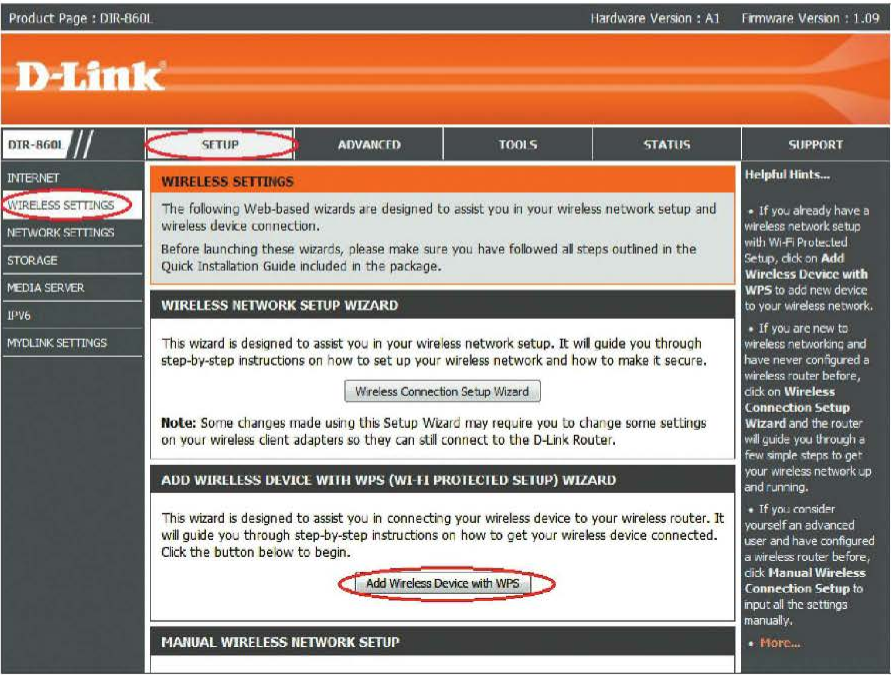 Product Page : DIR-860L
Hardware Version : A1
Firmware Version : 1.09
D-Link
DIR-860L
SETUP
ADVANCED
TOOLS
STATUS
SUPPORT
INTERNET
WIRELESS SETTINGS
NETWORK SETTINGS
STORAGE
MEDIA SERVER
IPV6
MYDLINK SETTINGS
WIRELESS SETTINGS
The following Web-based wizards are designed to assist you in your wireless network setup and
wireless device connection.
Before launching these wizards, please make sure you have followed all steps outlined in the
Quick Installation Guide included in the package.
WIRELESS NETWORK SETUP WIZARD
This wizard is designed to assist you in your wireless network setup. It will guide you through
step-by-step instructions on how to set up your wireless network and how to make it secure.
Wireless Connection Setup Wizard
Note: Some changes made using this Setup Wizard may require you to change some settings
on your wireless client adapters so they can still connect to the D-Link Router.
ADD WIRELESS DEVICE WITH WPS (WI-FI PROTECTED SETUP) WIZARD
This wizard is designed to assist you in connecting your wireless device to your wireless router. It
will guide you through step-by-step instructions on how to get your wireless device connected.
Click the button below to begin.
Add Wireless Device with WPS
MANUAL WIRELESS NETWORK SETUP
Helpful Hints...
• If you already have a
wireless network setup
with Wi-Fi Protected
Setup, click on Add
Wireless Device with
WPS to add new device
to your wireless network.
• If you are new to
wireless networking and
have never configured a
wireless router before,
click on Wireless
Connection Setup
Wizard and the router
will guide you through a
few simple steps to get
your wireless network up
and running.
• If you consider
yourself an advanced
user and have configured
a wireless router before,
click Manual Wireless
Connection Setup to
input all the settings
manually.
• More...